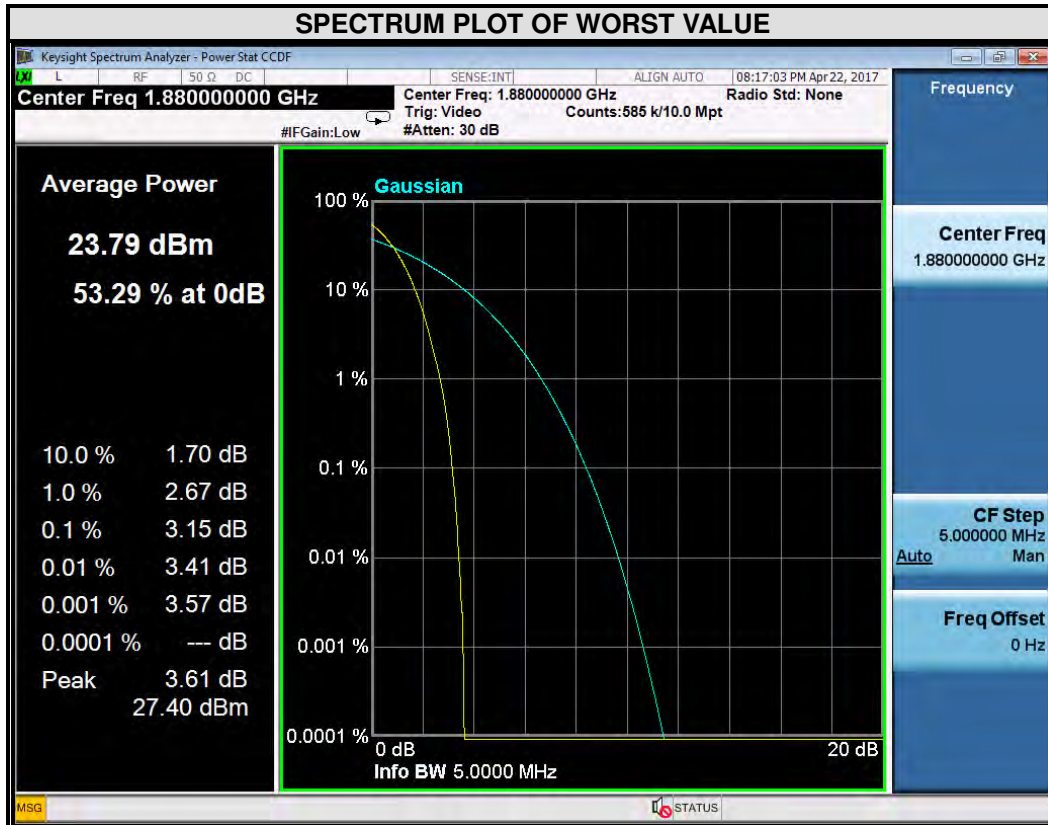 SPECTRUM PLOT OF WORST VALUE
Keysight Spectrum Analyzer - Power Stat CCDF
LXI L RF 50 Ω DC SENSE:INT ALIGN AUTO 08:17:03 PM Apr 22, 2017
Center Freq 1.880000000 GHz
Center Freq: 1.880000000 GHz Radio Std: None
Trig: Video Counts:585 k/10.0 Mpt
#IFGain:Low #Atten: 30 dB
Average Power
23.79 dBm
53.29 % at 0dB
10.0 % 1.70 dB
1.0 % 2.67 dB
0.1 % 3.15 dB
0.01 % 3.41 dB
0.001 % 3.57 dB
0.0001 % --- dB
Peak 3.61 dB
27.40 dBm
Gaussian
100 %
10 %
1 %
0.1 %
0.01 %
0.001 %
0.0001 %
0 dB 20 dB
Info BW 5.0000 MHz
Frequency
Center Freq
1.880000000 GHz
CF Step
5.000000 MHz
Auto Man
Freq Offset
0 Hz
MSG STATUS